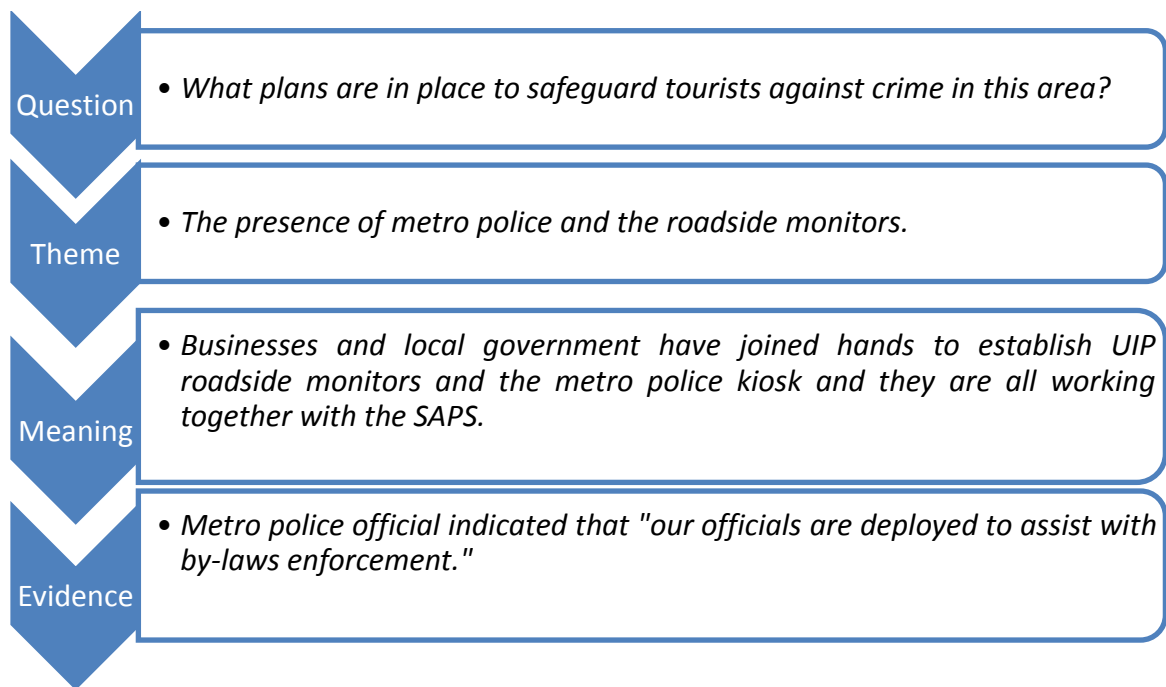 Question
• What plans are in place to safeguard tourists against crime in this area?
Theme
• The presence of metro police and the roadside monitors.
Meaning
• Businesses and local government have joined hands to establish UIP
roadside monitors and the metro police kiosk and they are all working
together with the SAPS.
Evidence
• Metro police official indicated that "our officials are deployed to assist with
by-laws enforcement."